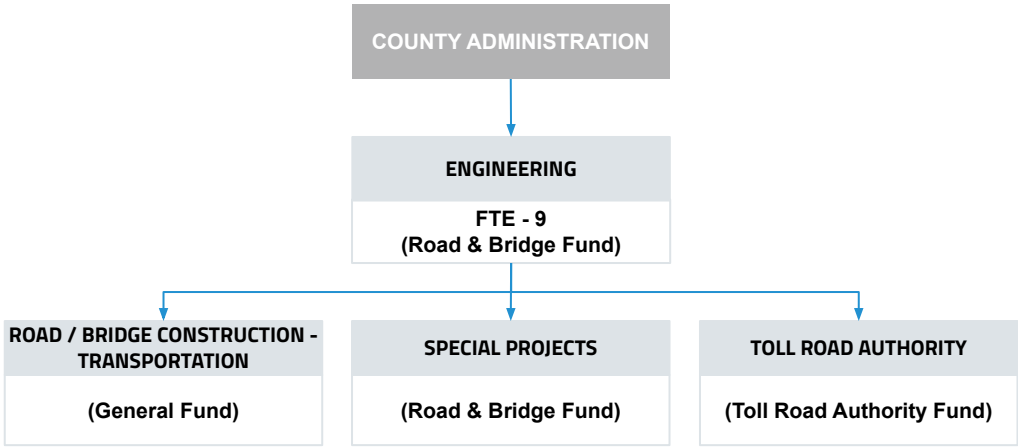 COUNTY ADMINISTRATION
ENGINEERING
FTE - 9
(Road & Bridge Fund)
ROAD / BRIDGE CONSTRUCTION -
TRANSPORTATION
(General Fund)
SPECIAL PROJECTS
(Road & Bridge Fund)
TOLL ROAD AUTHORITY
(Toll Road Authority Fund)